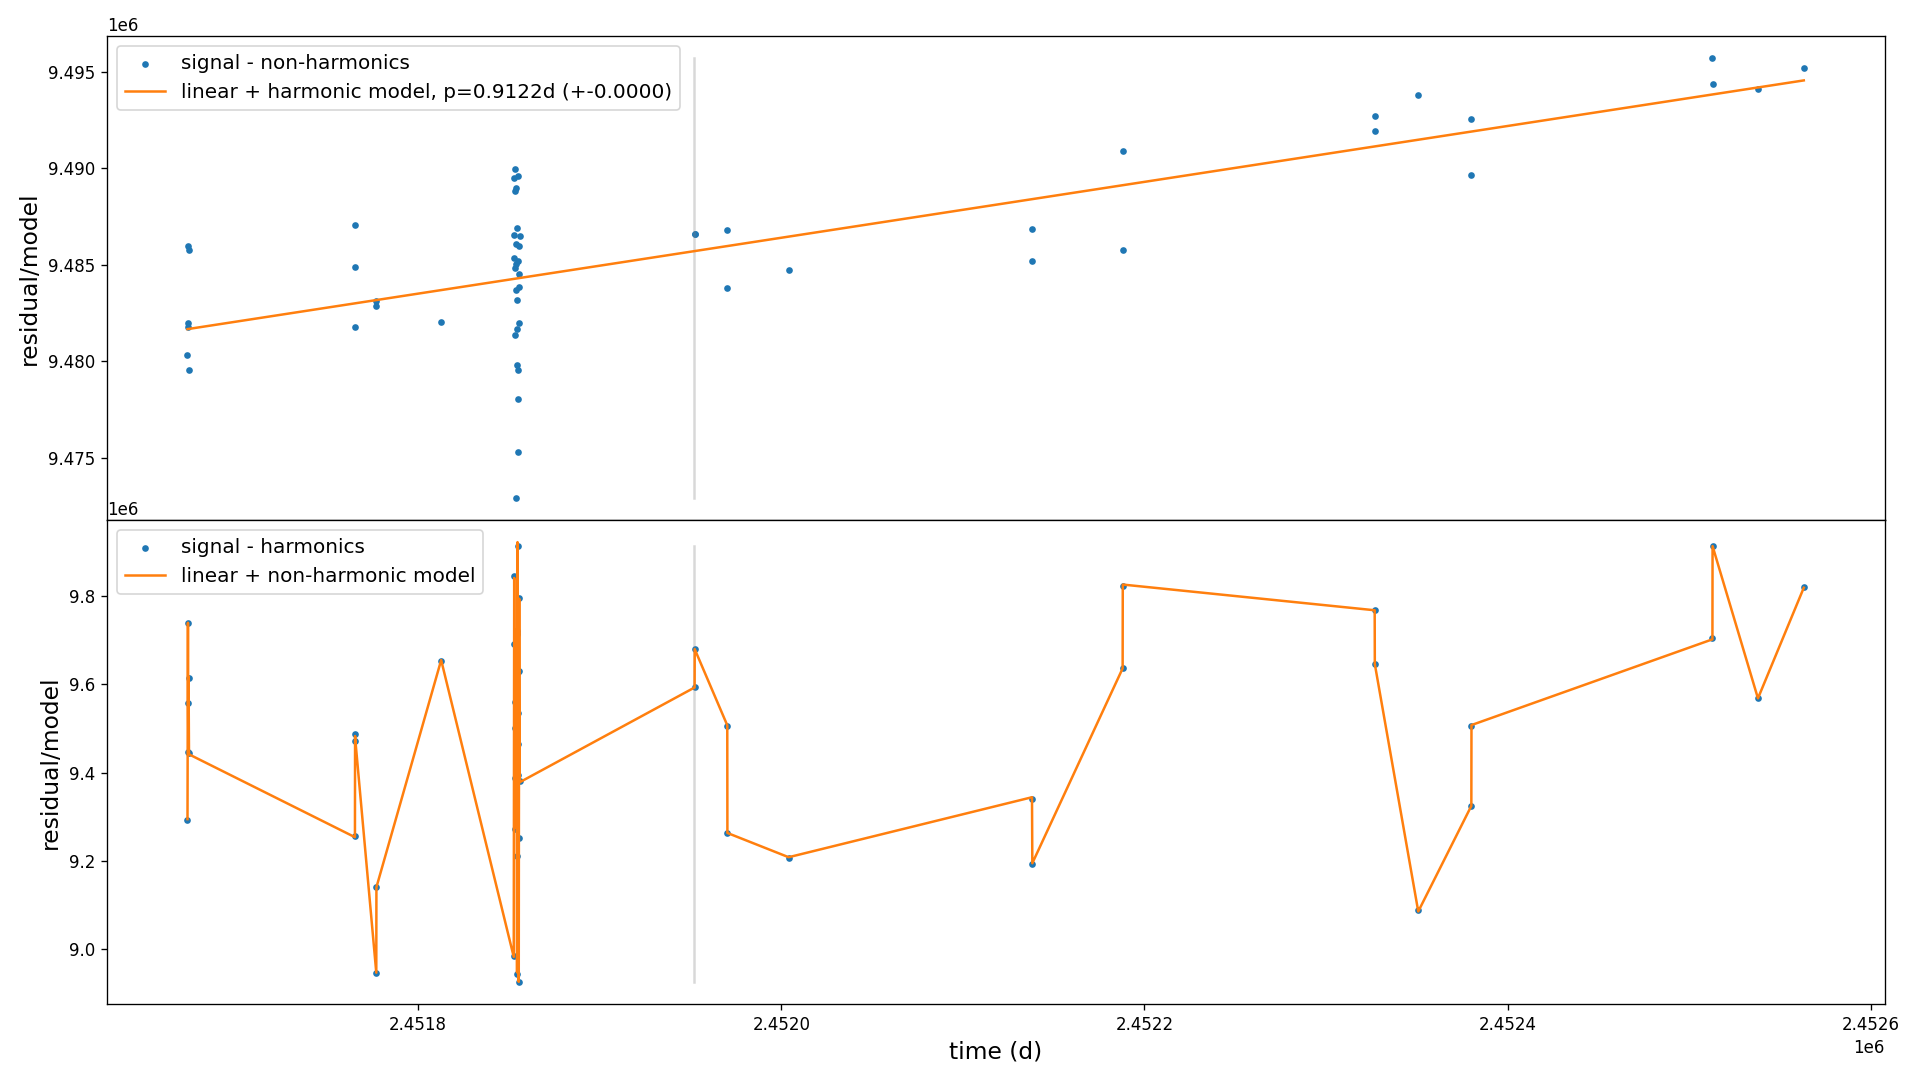 1e6
signal - non-harmonics
linear + harmonic model, p=0.9122d (+-0.0000)
9.495
9.490
9.485
9.480
9.475
residual/model
1e6
signal - harmonics
linear + non-harmonic model
9.8
9.6
9.4
9.2
9.0
residual/model
2.4518
2.4520
2.4522
2.4524
2.4526
time (d)
1e6